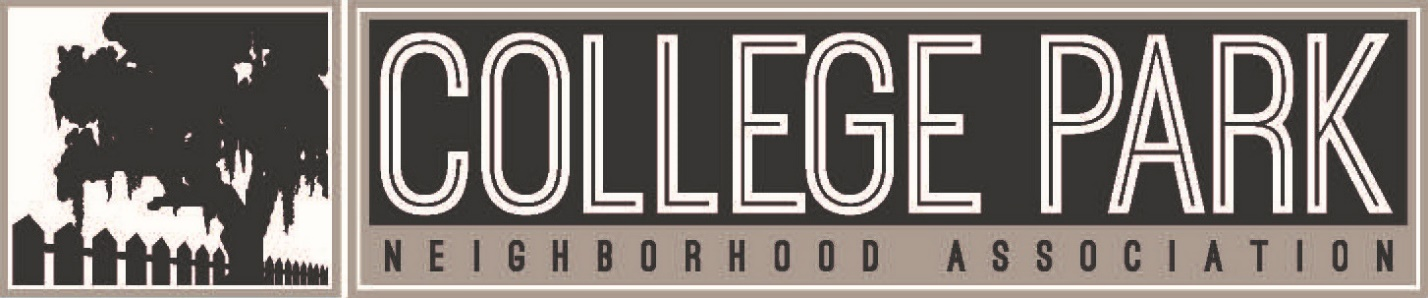 COLLEGE PARK
NEIGHBORHOOD ASSOCIATION